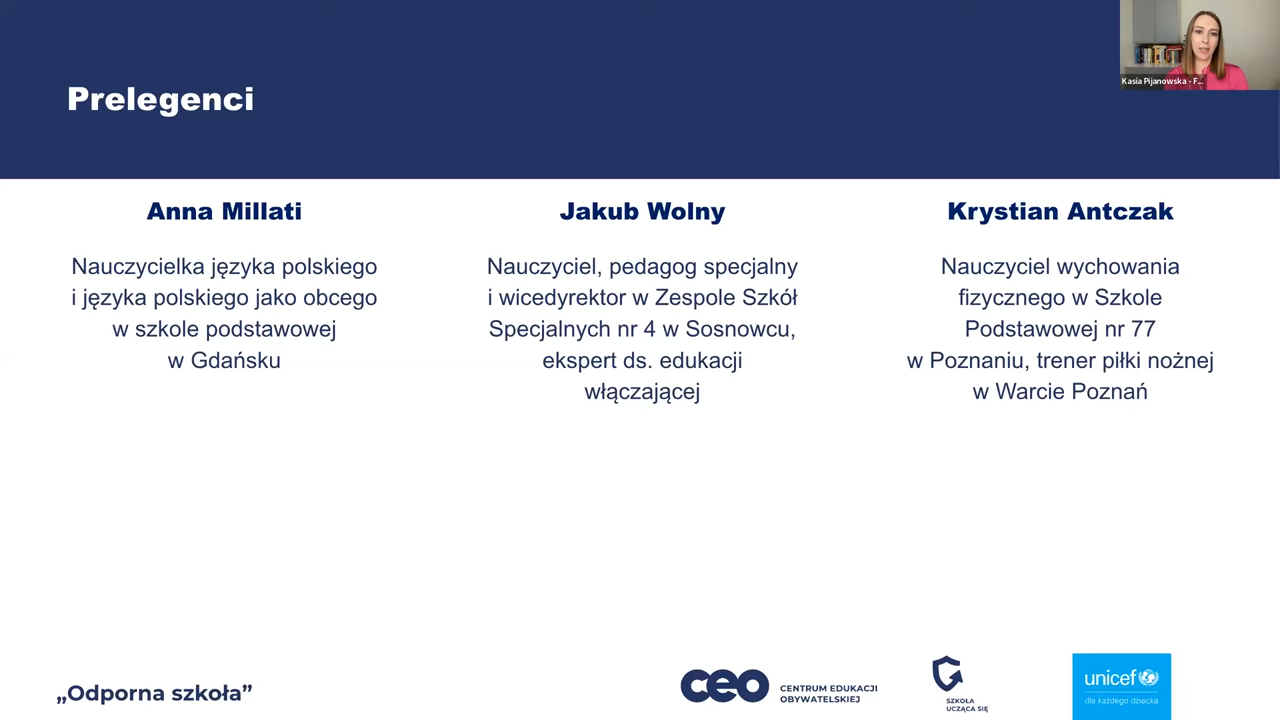 Kasia Pijanowska - F...
Prelegenci
Anna Millati
Nauczycielka języka polskiego
i języka polskiego jako obcego
w szkole podstawowej
w Gdańsku
Jakub Wolny
Nauczyciel, pedagog specjalny
i wicedyrektor w Zespole Szkół
Specjalnych nr 4 w Sosnowcu,
ekspert ds. edukacji
włączającej
Krystian Antczak
Nauczyciel wychowania
fizycznego w Szkole
Podstawowej nr 77
w Poznaniu, trener piłki nożnej
w Warcie Poznań
„Odporna szkoła”
ceo
CENTRUM EDUKACJI
OBYWATELSKIEJ
SZKOŁA
UCZĄCA SIĘ
unicef
dla każdego dziecka